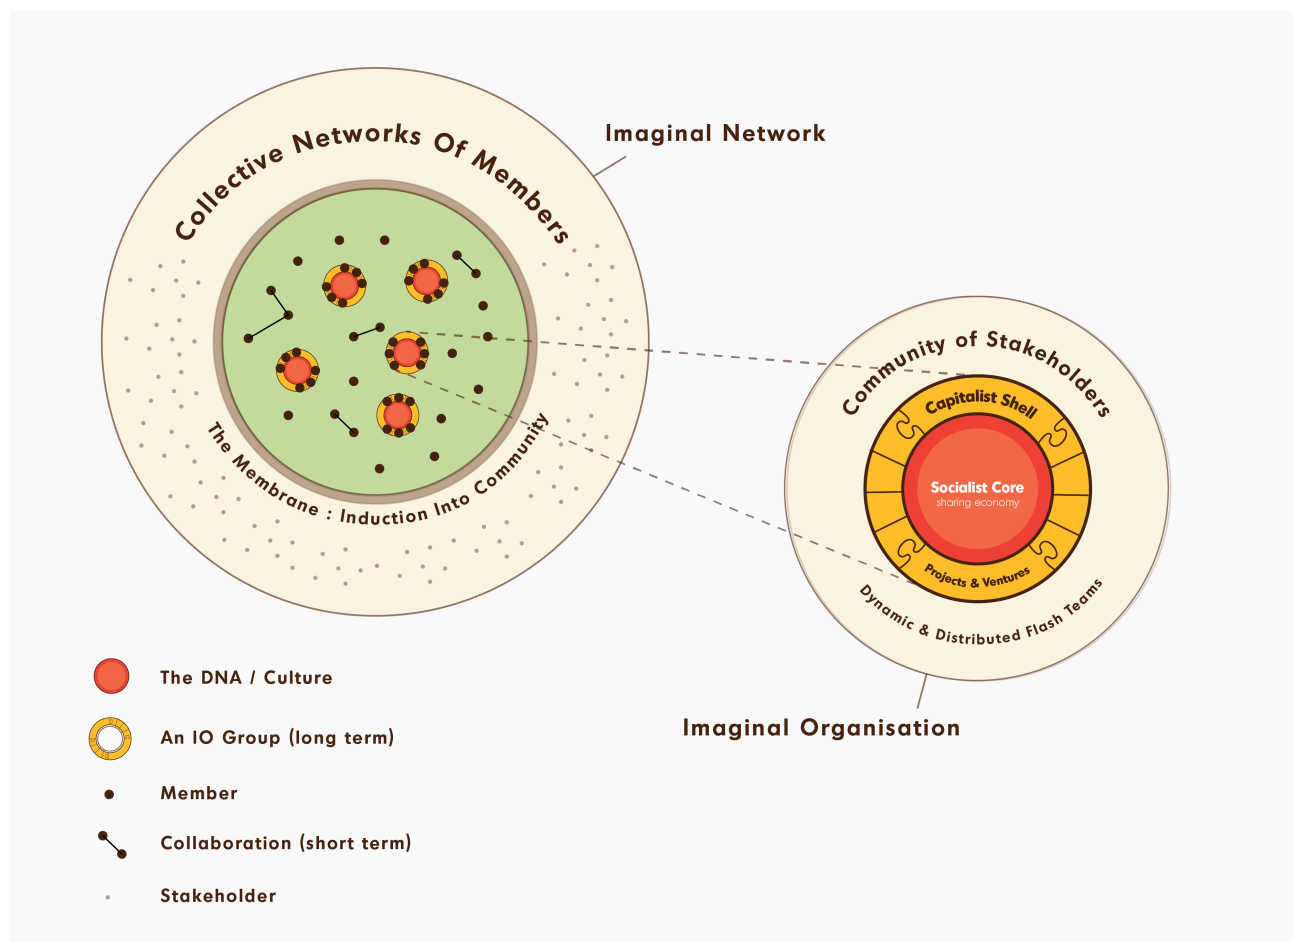 Collective Networks Of Members
Imaginal Network
The Membrane : Induction Into Community
Community of Stakeholders
Capitalist Shell
Socialist Core
sharing economy
Projects & Ventures
Dynamic & Distributed Flash Teams
Imaginal Organisation
The DNA / Culture
An IO Group (long term)
Member
Collaboration (short term)
Stakeholder